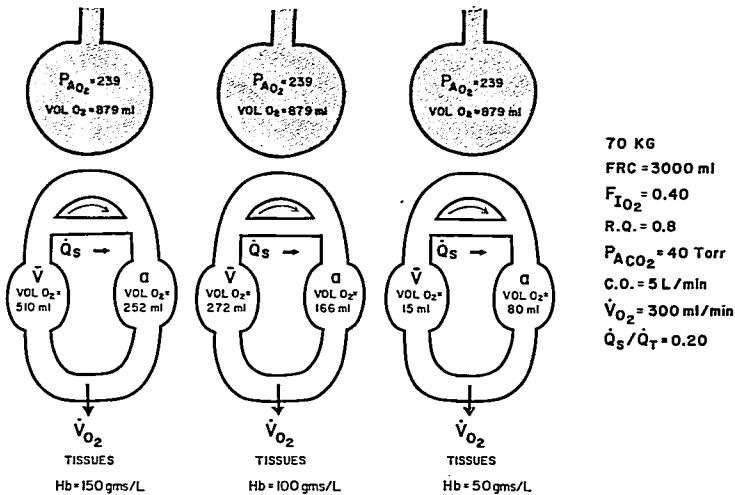 PAO2=239
VOL O2=879 ml
PAO2=239
VOL O2=879 ml
PAO2=239
VOL O2=879 ml
70 KG
FRC=3000 ml
FIO2=0.40
R.Q.=0.8
PACO2=40 Torr
C.O.=5 L/min
V̇O2=300 ml/min
Q̇S/Q̇T=0.20
Q̇S →
V̄
VOL O2=
510 ml
a
VOL O2=
252 ml
Q̇S →
V̄
VOL O2=
272 ml
a
VOL O2=
166 ml
Q̇S →
V̄
VOL O2=
15 ml
a
VOL O2=
80 ml
V̇O2
TISSUES
Hb=150 gms/L
V̇O2
TISSUES
Hb=100 gms/L
V̇O2
TISSUES
Hb=50 gms/L